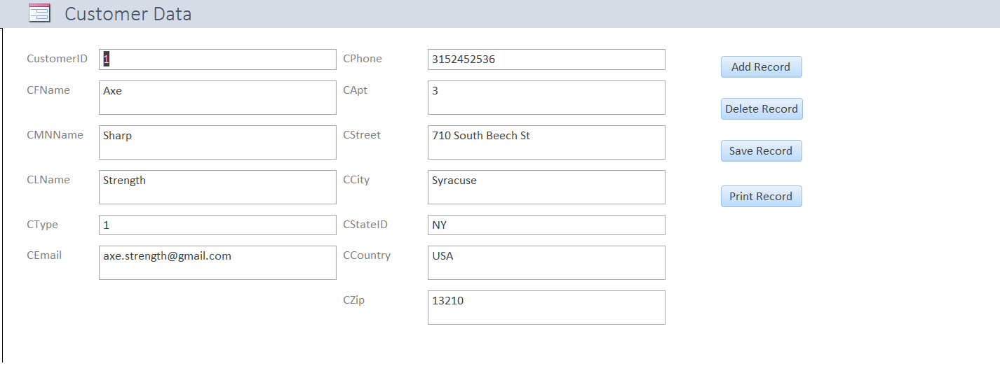 Customer Data
CustomerID 1 CPhone 3152452536
Add Record
CFName Axe CApt 3
Delete Record
CMNName Sharp CStreet 710 South Beech St
Save Record
CLName Strength CCity Syracuse
Print Record
CType 1 CStateID NY
CEmail axe.strength@gmail.com CCountry USA
CZip 13210